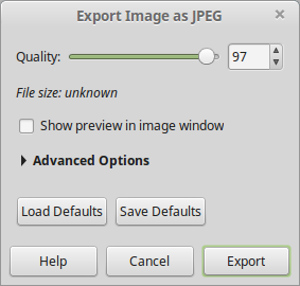 Export Image as JPEG
Quality: 97
File size: unknown
Show preview in image window
Advanced Options
Load Defaults Save Defaults
Help Cancel Export